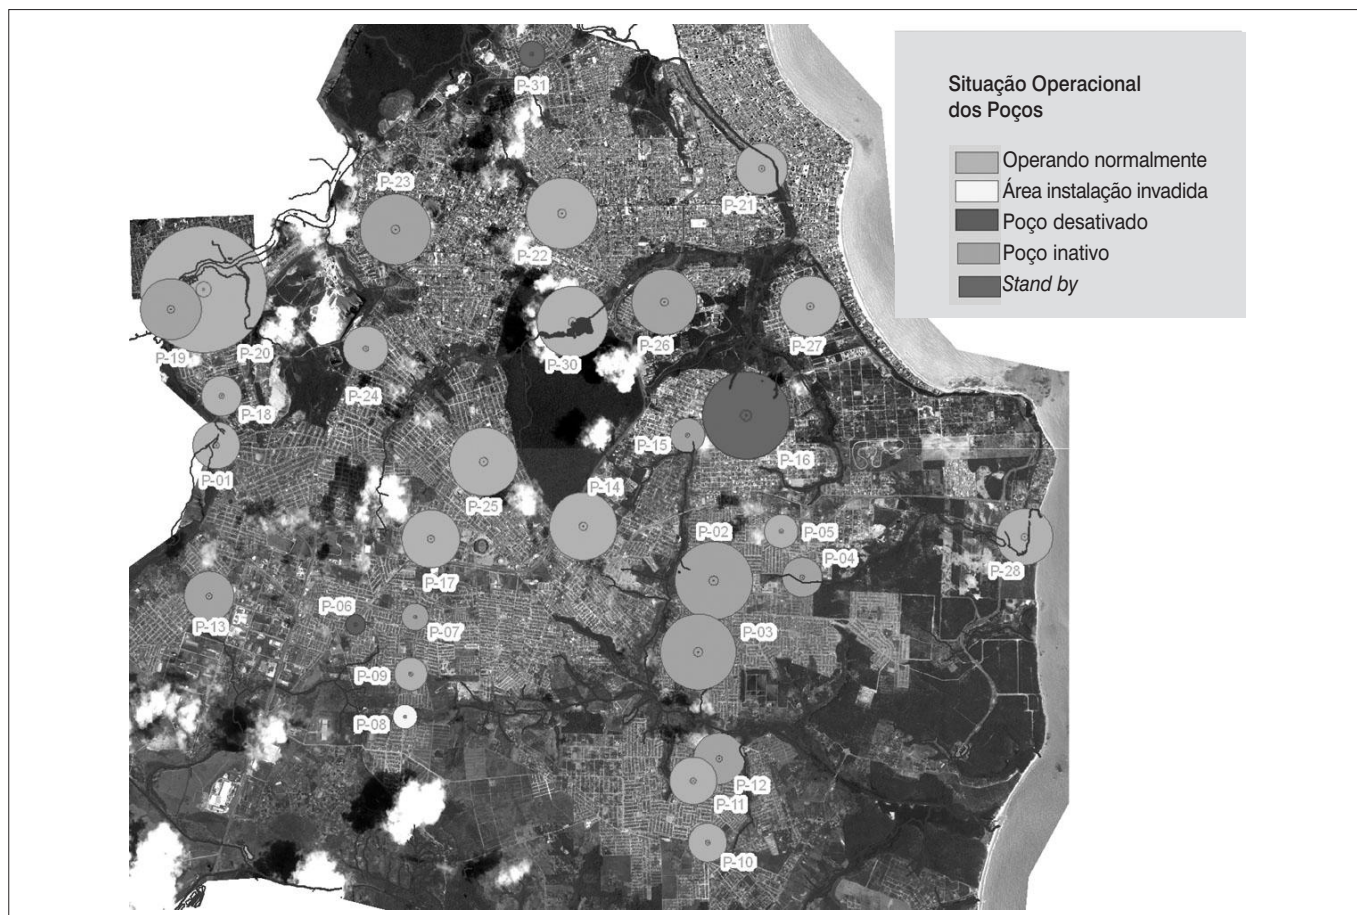 Situação Operacional
dos Poços
Operando normalmente
Área instalação invadida
Poço desativado
Poço inativo
Stand by
P-31
P-23
P-21
P-22
P-19
P-20
P-30
P-26
P-27
P-24
P-18
P-15
P-16
P-01
P-25
P-14
P-02
P-05
P-04
P-28
P-17
P-13
P-06
P-07
P-03
P-09
P-08
P-12
P-11
P-10